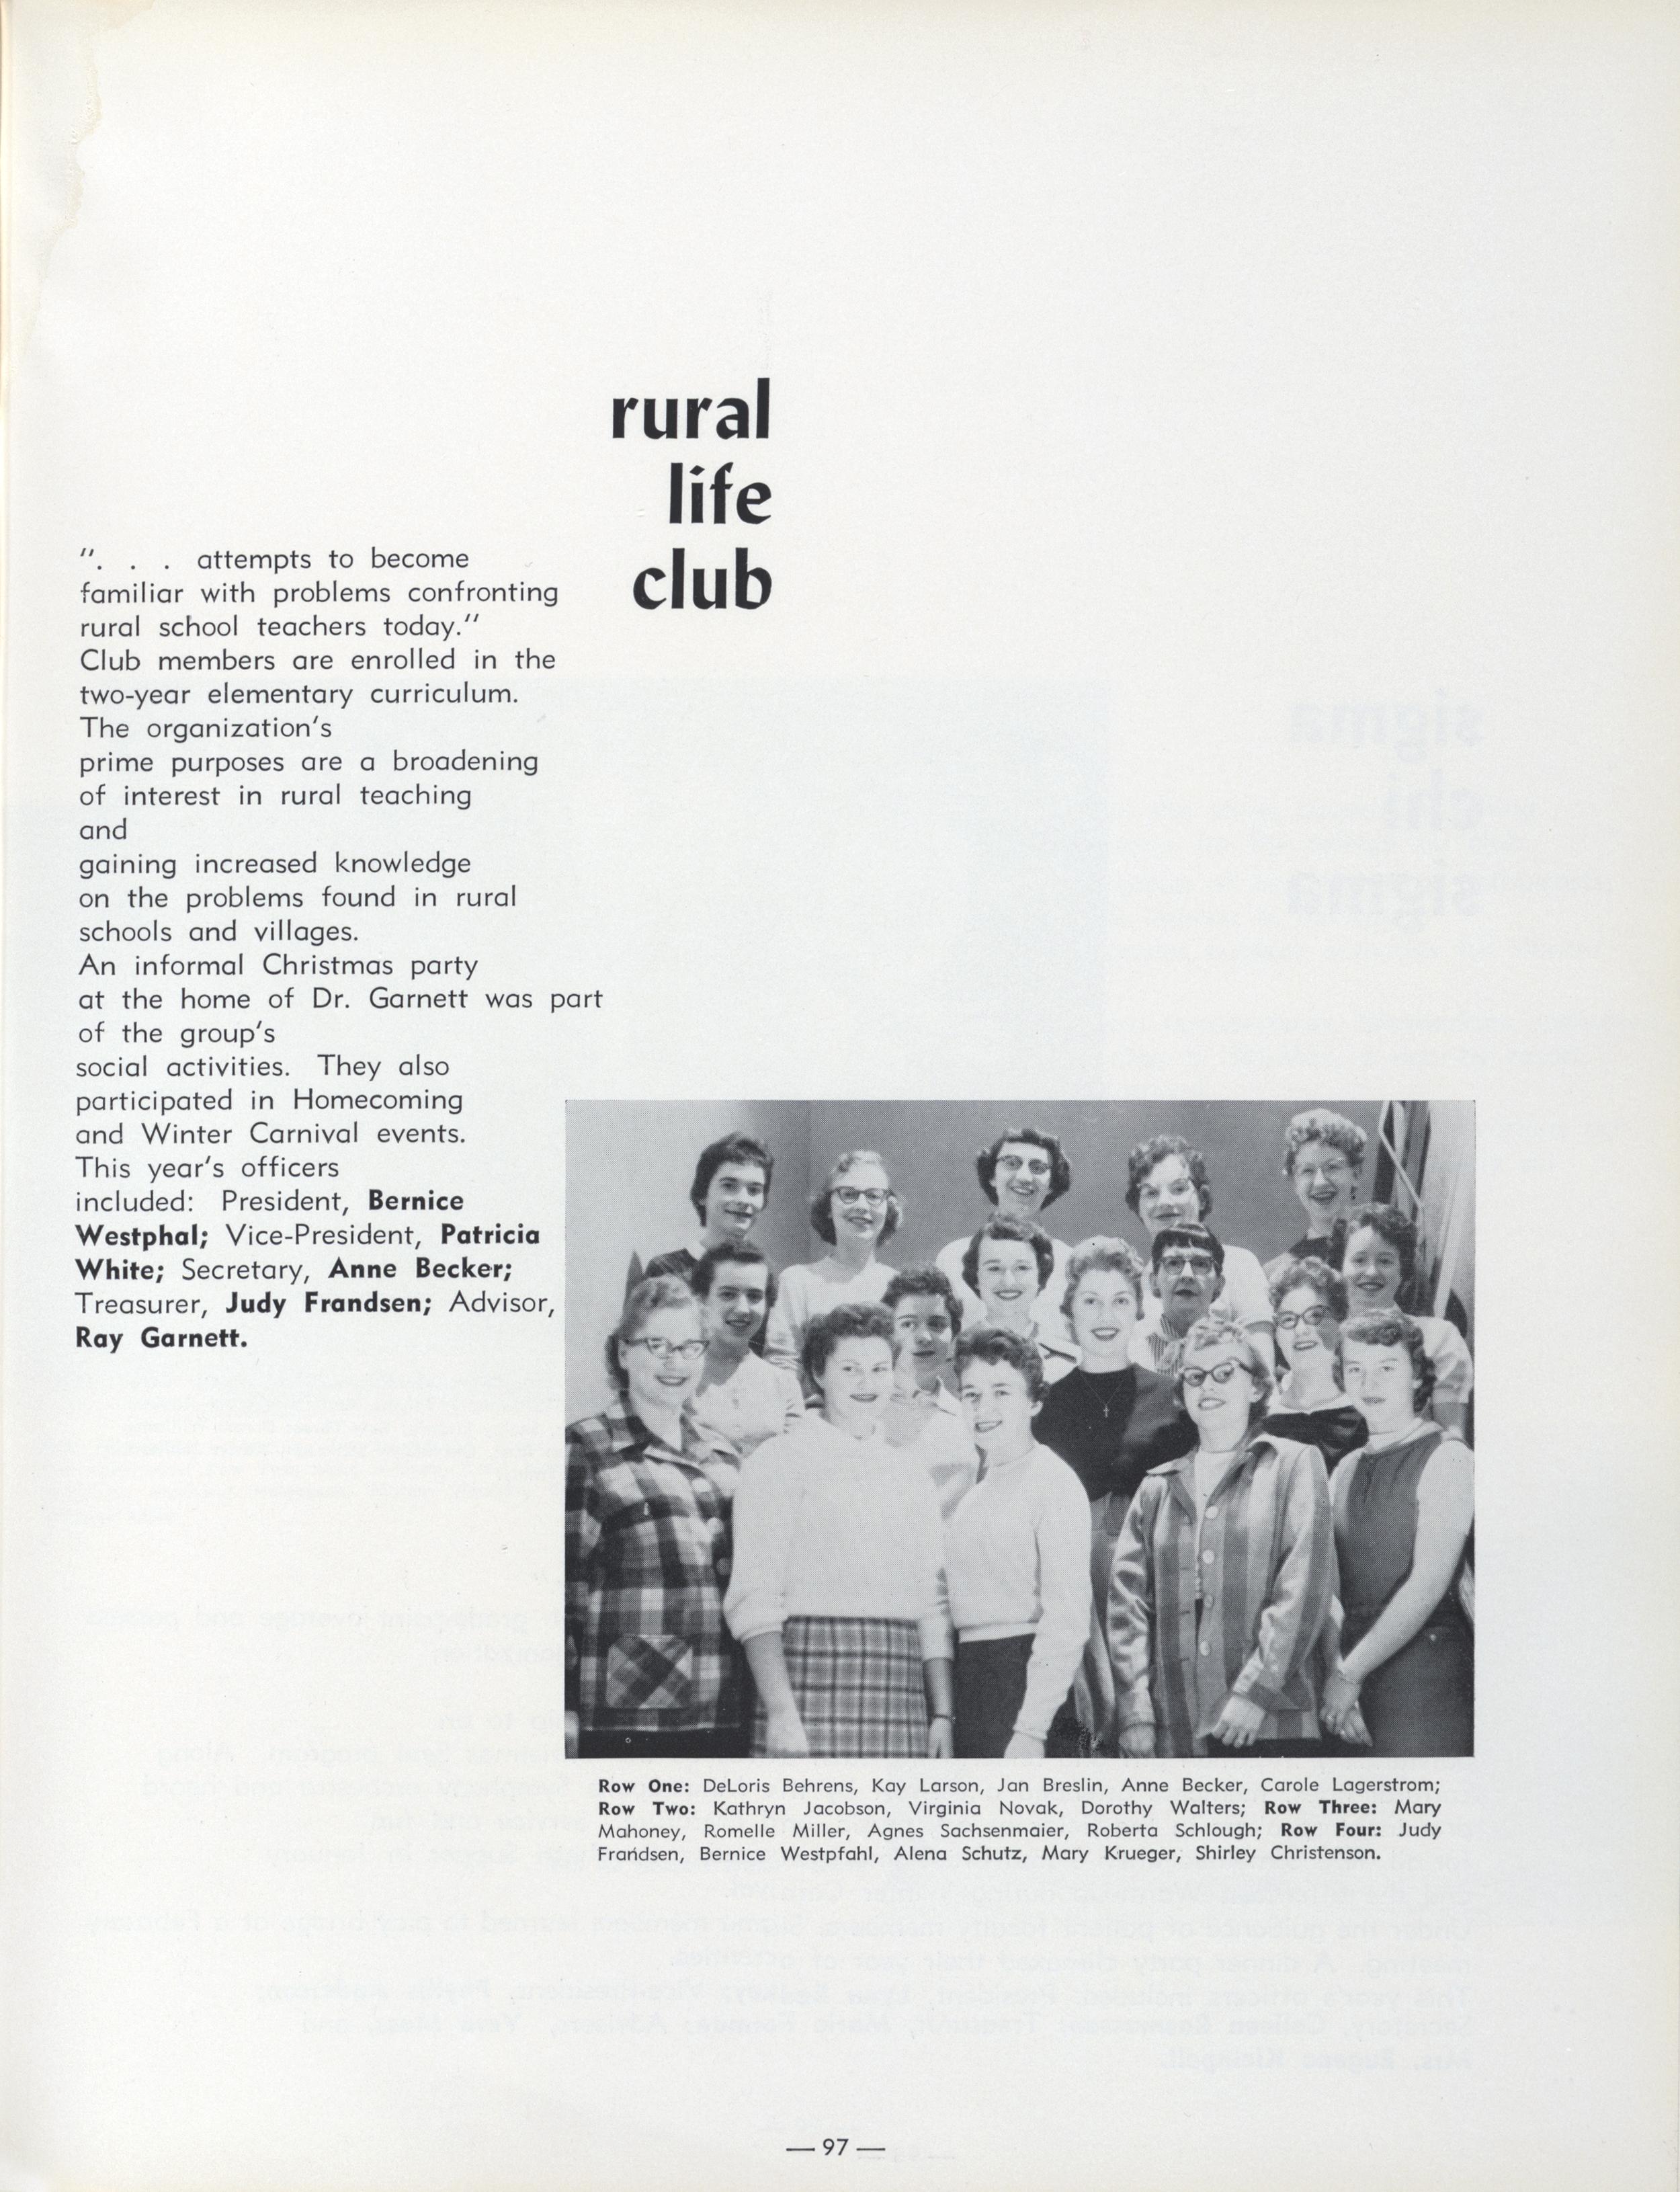 rural
life
club
". . . attempts to become
familiar with problems confronting
rural school teachers today."
Club members are enrolled in the
two-year elementary curriculum.
The organization's
prime purposes are a broadening
of interest in rural teaching
and
gaining increased knowledge
on the problems found in rural
schools and villages.
An informal Christmas party
at the home of Dr. Garnett was part
of the group's
social activities. They also
participated in Homecoming
and Winter Carnival events.
This year's officers
included: President, Bernice
Westphal; Vice-President, Patricia
White; Secretary, Anne Becker;
Treasurer, Judy Frandsen; Advisor,
Ray Garnett.
Row One: DeLoris Behrens, Kay Larson, Jan Breslin, Anne Becker, Carole Lagerstrom;
Row Two: Kathryn Jacobson, Virginia Novak, Dorothy Walters; Row Three: Mary
Mahoney, Romelle Miller, Agnes Sachsenmaier, Roberta Schlough; Row Four: Judy
Frandsen, Bernice Westpfahl, Alena Schutz, Mary Krueger, Shirley Christenson.
— 97 —